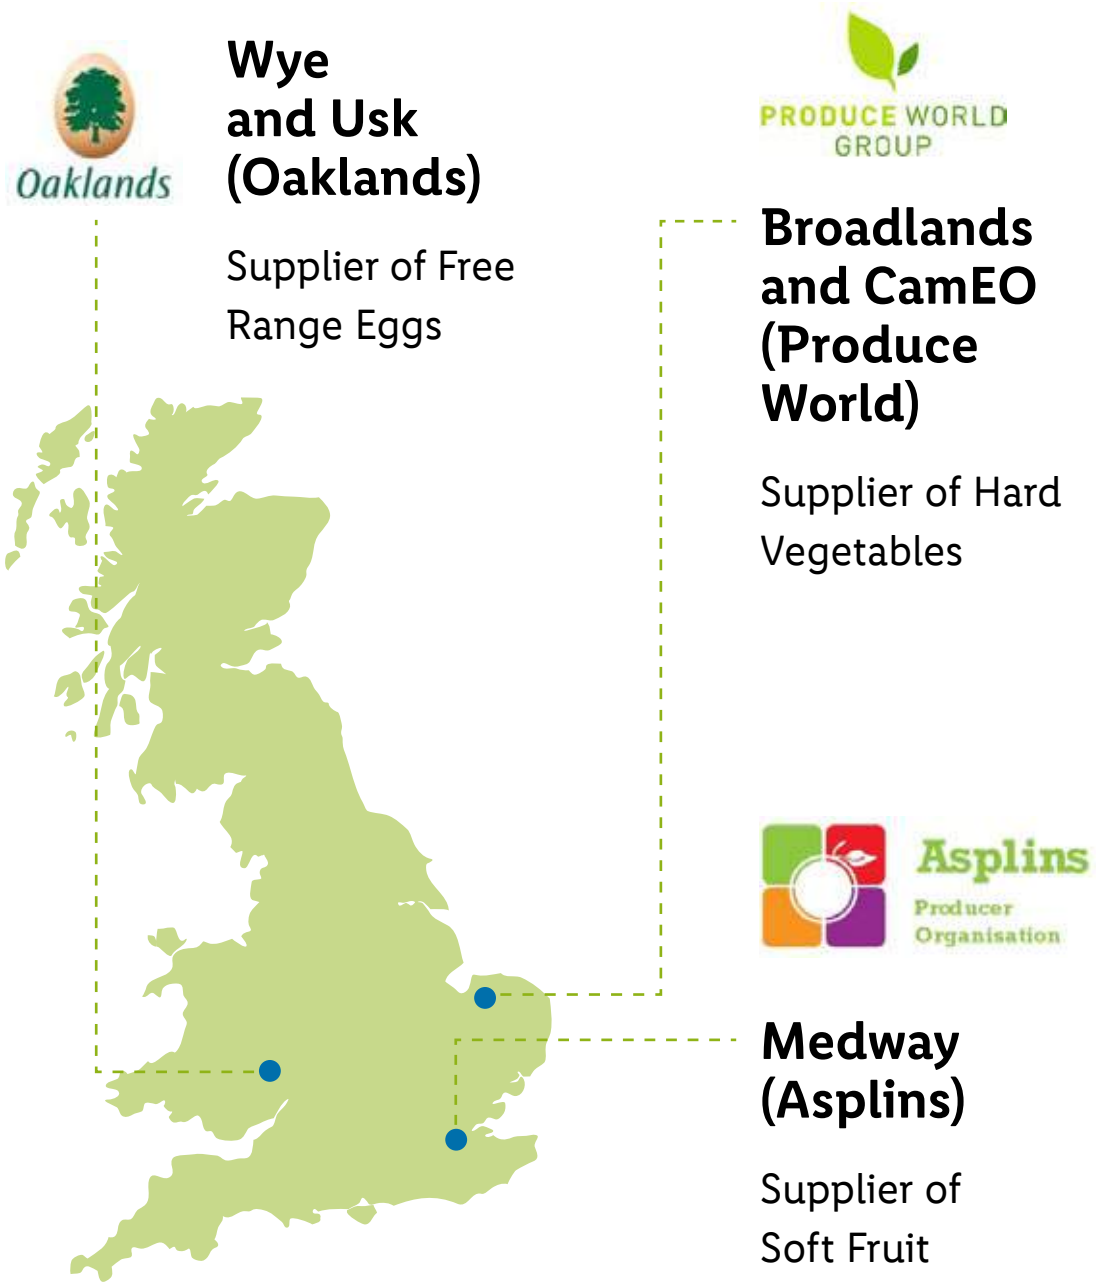 Oaklands
Wye
and Usk
(Oaklands)
Supplier of Free
Range Eggs
PRODUCE WORLD
GROUP
Broadlands
and CamEO
(Produce
World)
Supplier of Hard
Vegetables
Asplins
Producer
Organisation
Medway
(Asplins)
Supplier of
Soft Fruit